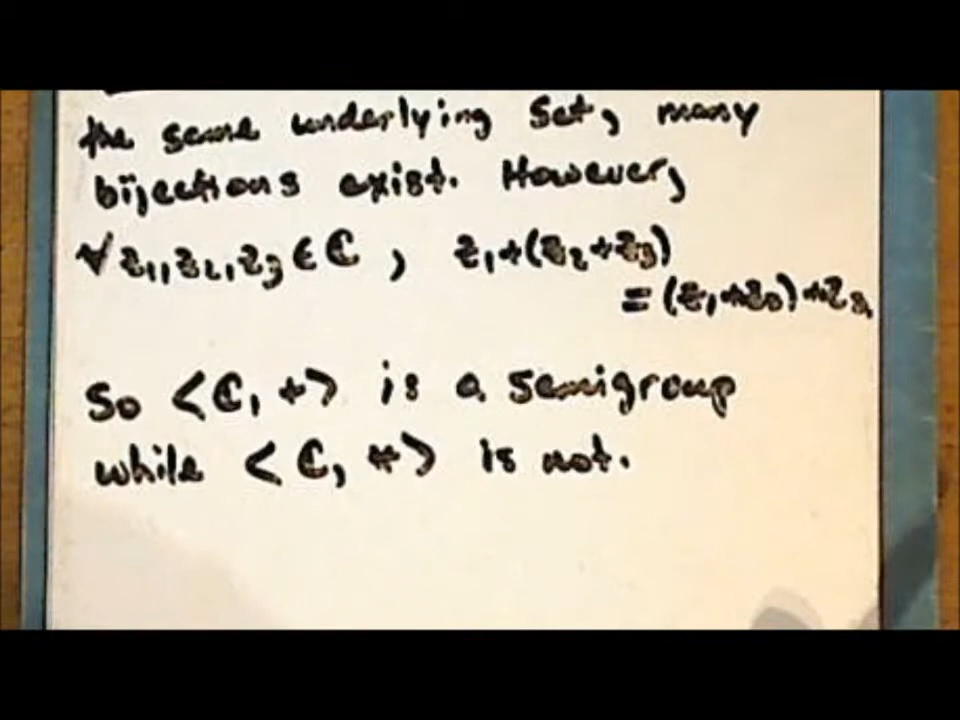 the same underlying set, many
bijections exist. However,
∀ z₁, z₂, z₃ ∈ ℂ, z₁+(z₂+z₃)
= (z₁+z₂)+z₃.
So <ℂ, +> is a semigroup
while <ℂ, *> is not.